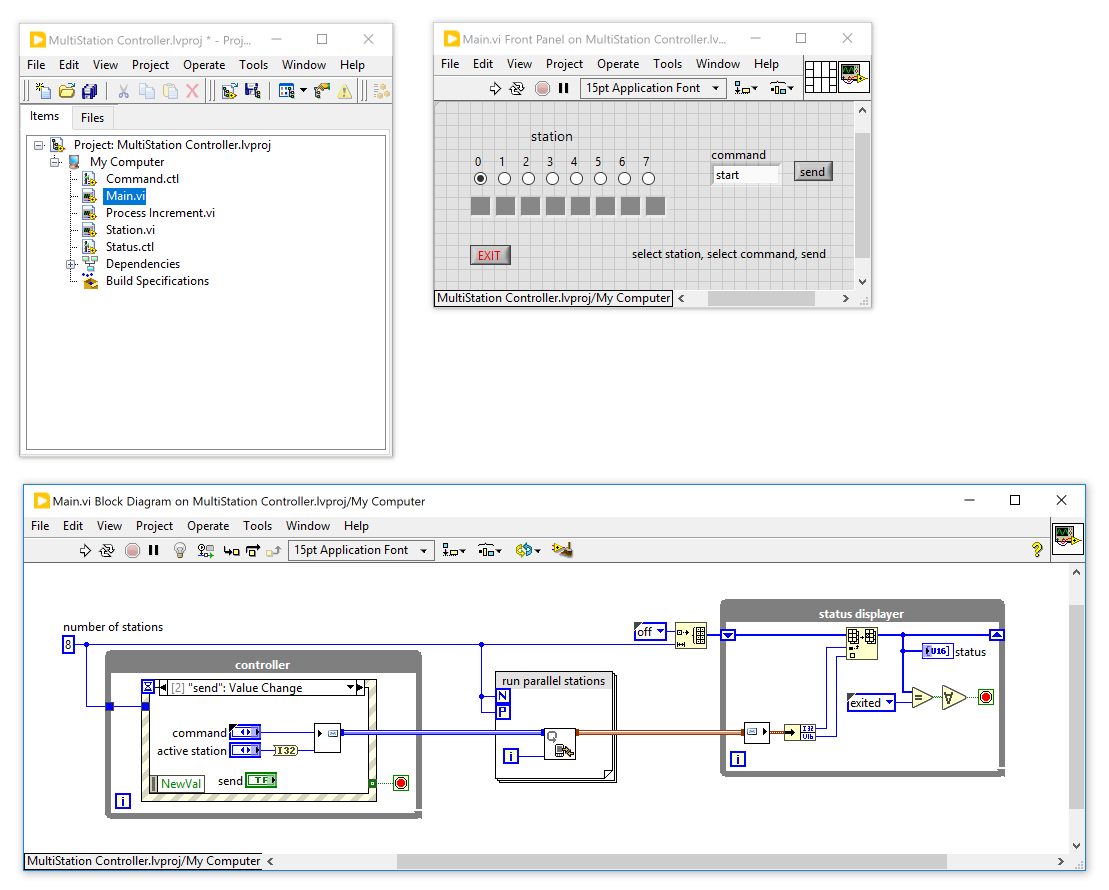 MultiStation Controller.lvproj * - Proj...
File Edit View Project Operate Tools Window Help
Items Files
Project: MultiStation Controller.lvproj
My Computer
Command.ctl
Main.vi
Process Increment.vi
Station.vi
Status.ctl
Dependencies
Build Specifications
Main.vi Front Panel on MultiStation Controller.lv...
File Edit View Project Operate Tools Window Help
15pt Application Font
station
0 1 2 3 4 5 6 7
command
start
send
EXIT
select station, select command, send
MultiStation Controller.lvproj/My Computer
Main.vi Block Diagram on MultiStation Controller.lvproj/My Computer
File Edit View Project Operate Tools Window Help
15pt Application Font
number of stations
8
controller
[2] "send": Value Change
command
active station
I32
NewVal
send
TF
i
run parallel stations
N
P
i
off
status displayer
U16
status
exited
I32
U16
i
MultiStation Controller.lvproj/My Computer